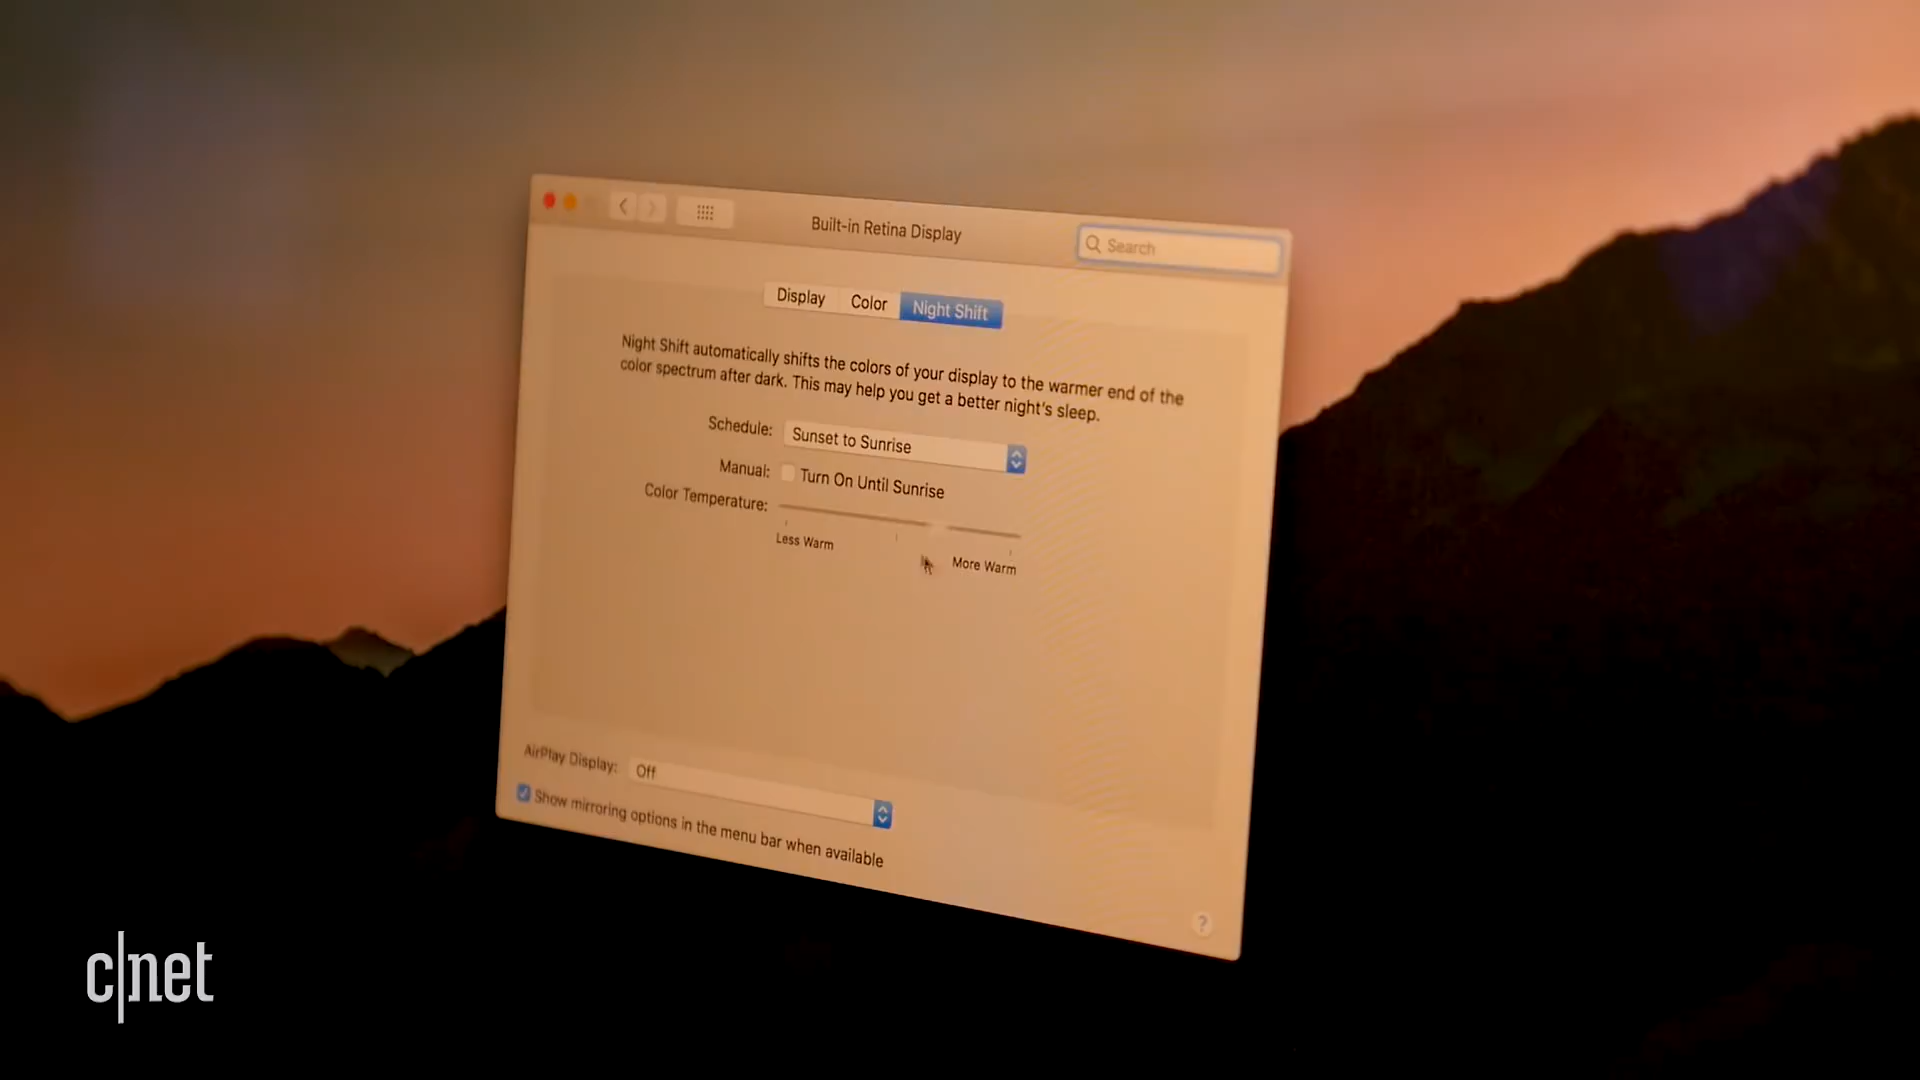 Built-in Retina Display
Search
Display Color Night Shift
Night Shift automatically shifts the colors of your display to the warmer end of the
color spectrum after dark. This may help you get a better night's sleep.
Schedule: Sunset to Sunrise
Manual: Turn On Until Sunrise
Color Temperature:
Less Warm More Warm
AirPlay Display: Off
Show mirroring options in the menu bar when available
?
c|net